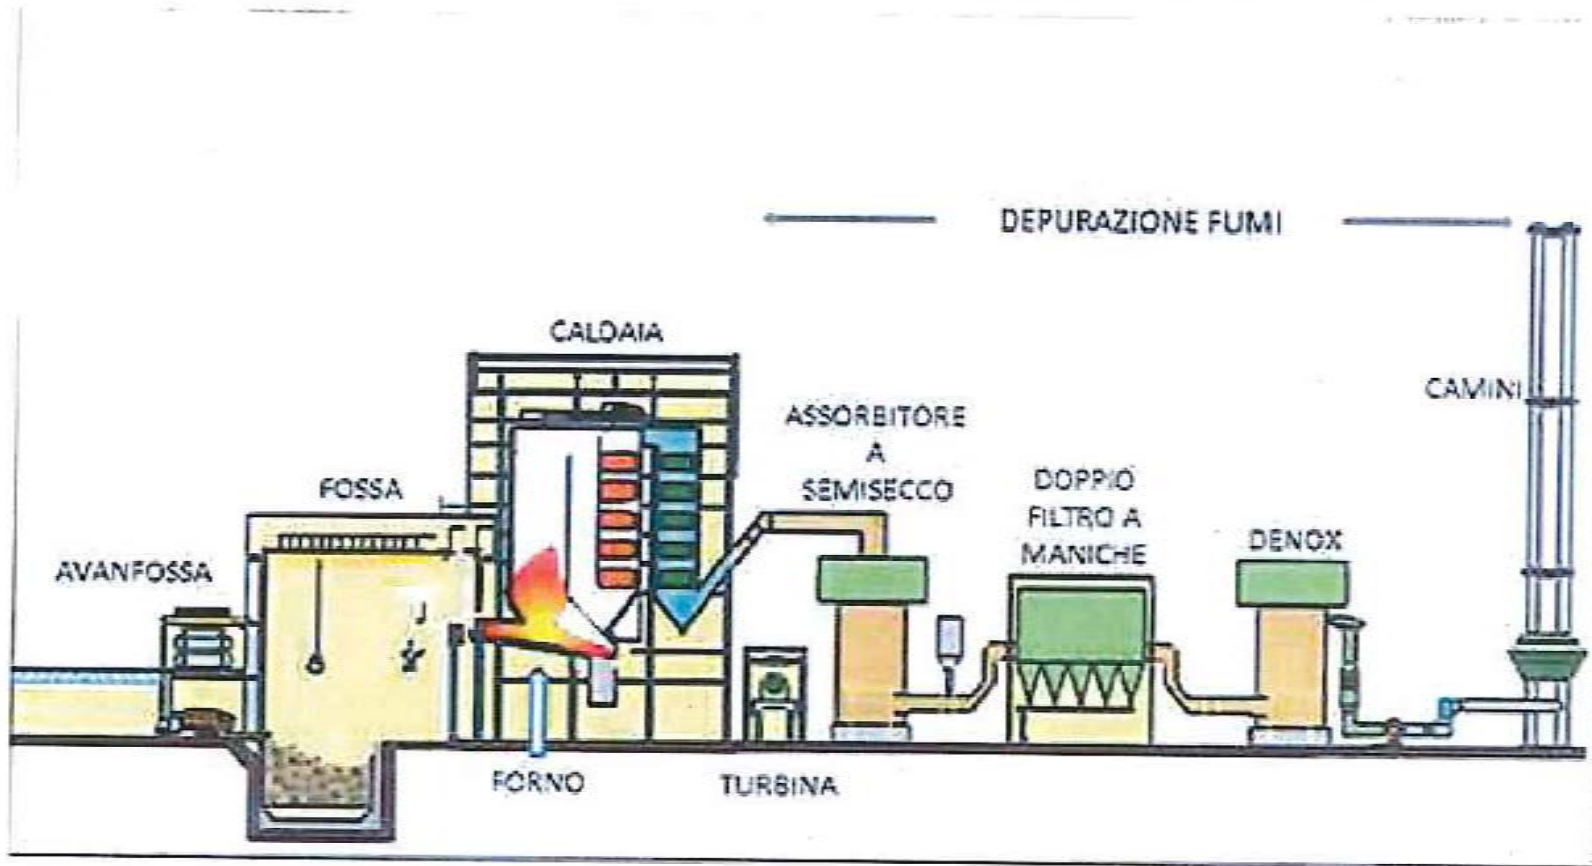 DEPURAZIONE FUMI
CALDAIA
CAMINI
ASSORBITORE
A
SEMISECCO
DOPPIO
FILTRO A
MANICHE
DENOX
FOSSA
AVANFOSSA
FORNO
TURBINA